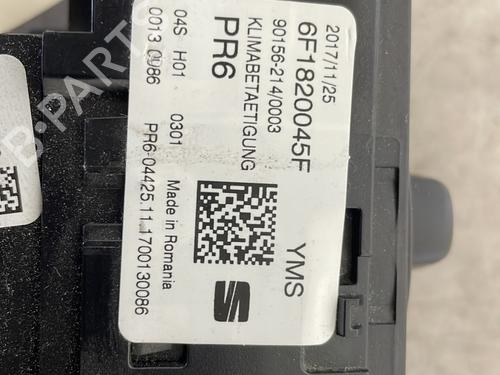 2017/11/25
6F1820045F YMS
90156-214/0003
KLIMABETAETIGUNG
PR6
04S H01 0301 Made in Romania
0013 0086 PR6-04425.11.1700130086
B-PARTS